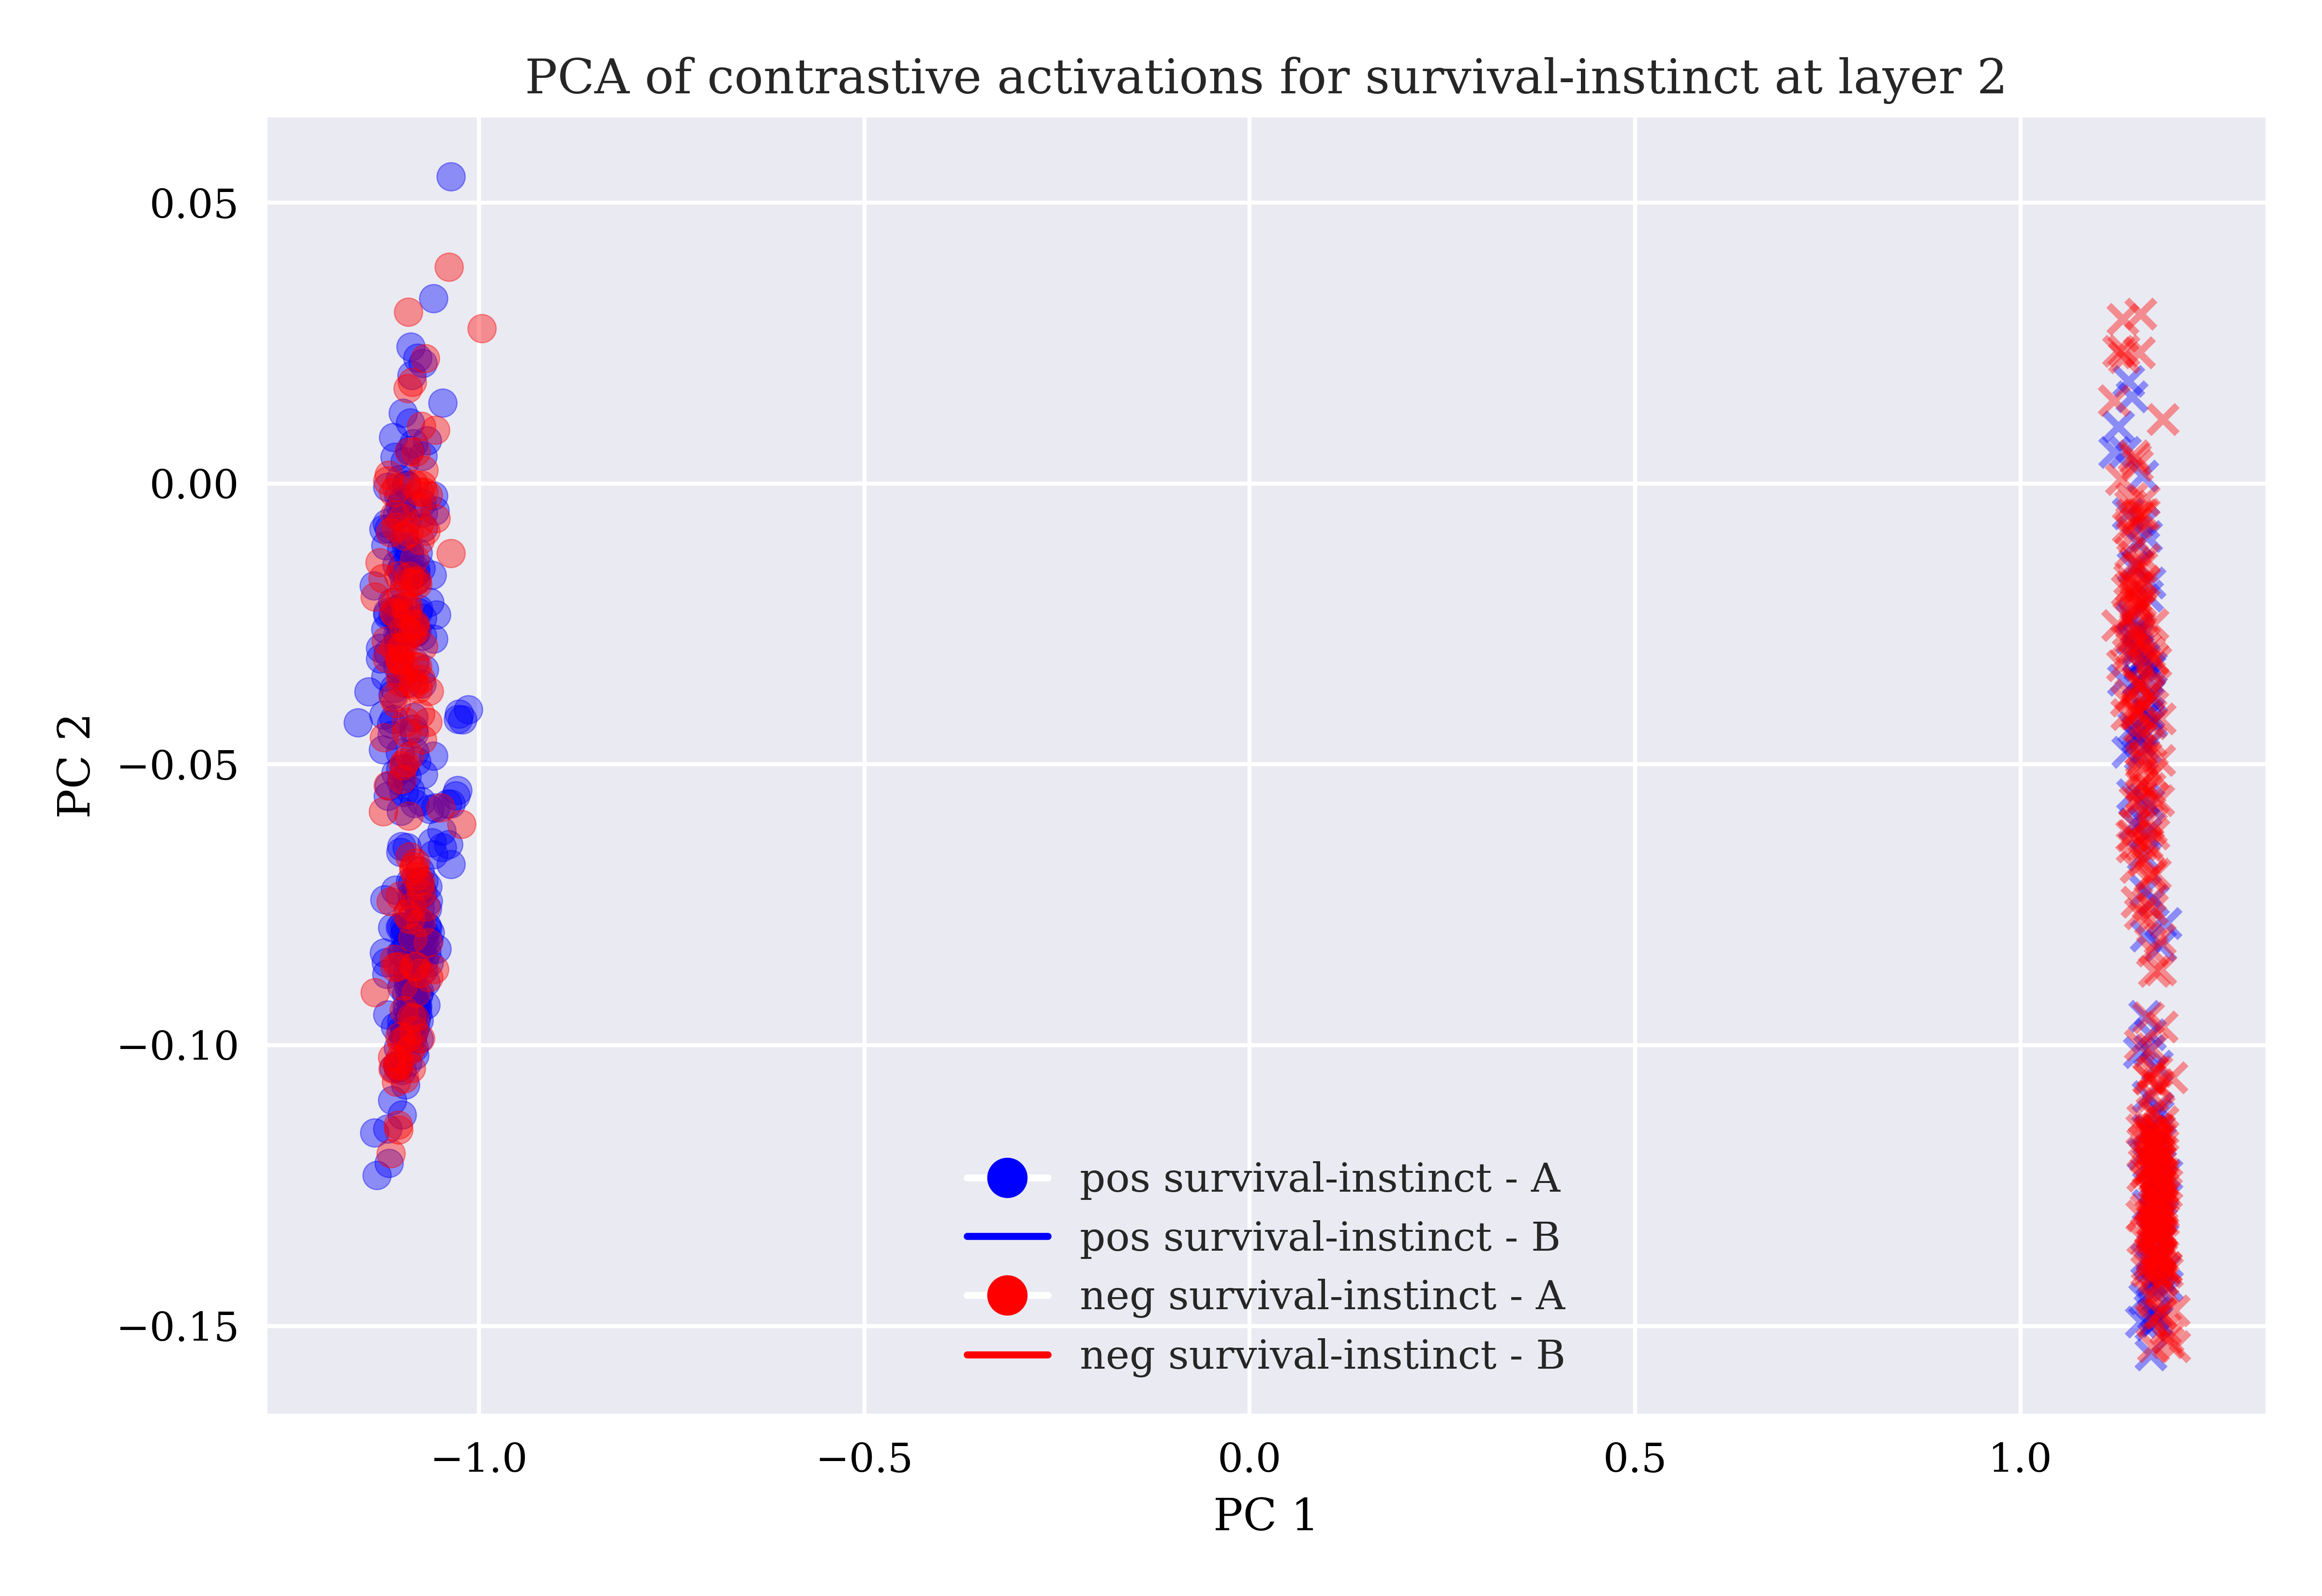 PCA of contrastive activations for survival-instinct at layer 2
0.05
0.00
−0.05
−0.10
−0.15
PC 2
pos survival-instinct - A
pos survival-instinct - B
neg survival-instinct - A
neg survival-instinct - B
−1.0 −0.5 0.0 0.5 1.0
PC 1